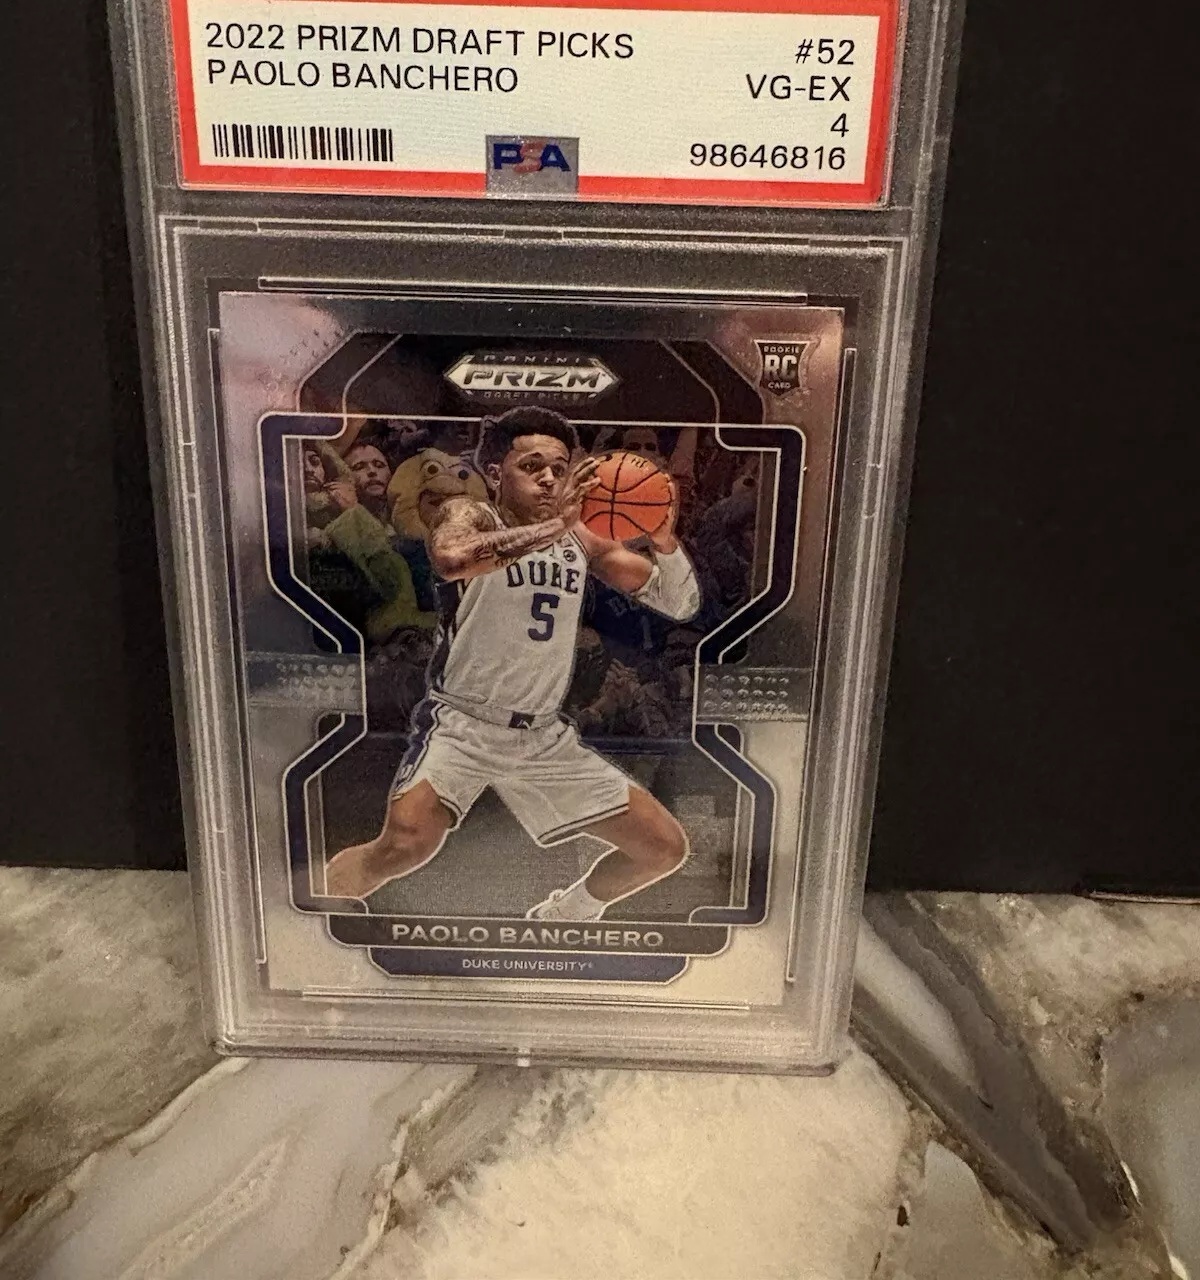 2022 PRIZM DRAFT PICKS #52
PAOLO BANCHERO VG-EX
4
PSA 98646816
PANINI
PRIZM
DRAFT PICKS
ROOKIE
RC
CARD
DUKE
5
PAOLO BANCHERO
DUKE UNIVERSITY